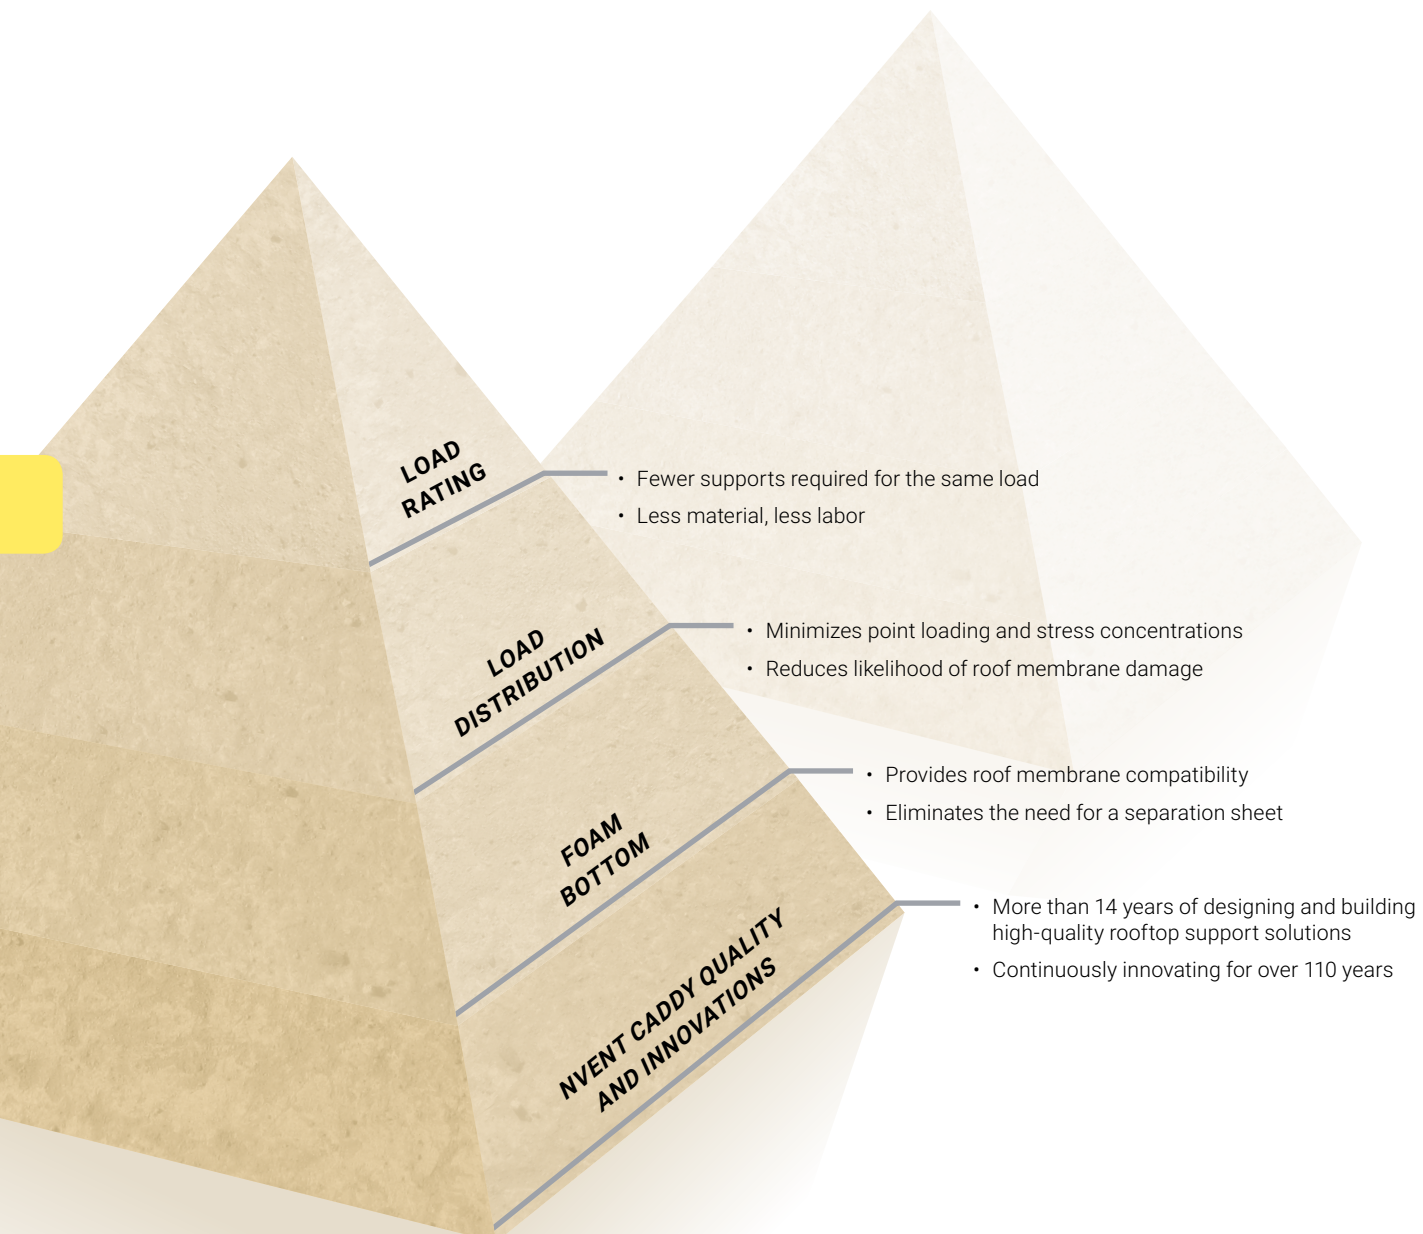 LOAD
RATING
• Fewer supports required for the same load
• Less material, less labor
LOAD
DISTRIBUTION
• Minimizes point loading and stress concentrations
• Reduces likelihood of roof membrane damage
FOAM
BOTTOM
• Provides roof membrane compatibility
• Eliminates the need for a separation sheet
NVENT CADDY QUALITY
AND INNOVATIONS
• More than 14 years of designing and building
high-quality rooftop support solutions
• Continuously innovating for over 110 years